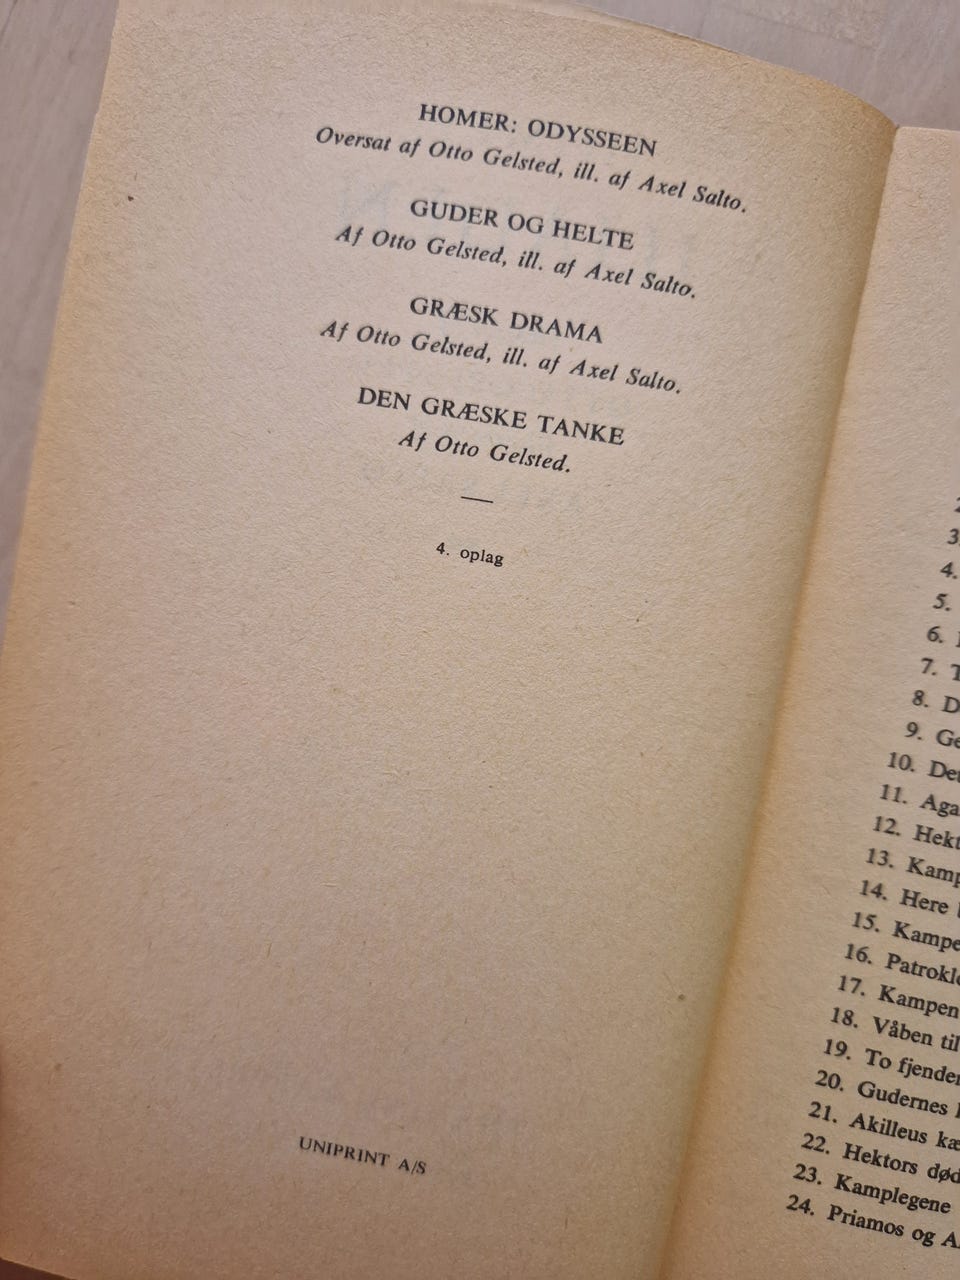 HOMER: ODYSSEEN
Oversat af Otto Gelsted, ill. af Axel Salto.
GUDER OG HELTE
Af Otto Gelsted, ill. af Axel Salto.
GRÆSK DRAMA
Af Otto Gelsted, ill. af Axel Salto.
DEN GRÆSKE TANKE
Af Otto Gelsted.
4. oplag
UNIPRINT A/S
3.
4.
5.
6.
7.
8.
9.
10.
11.
12.
13.
14. Here
15.
16.
17. Kampen
18. Våben til
19. To
20. Gudernes
21. Akilleus
22. Hektors
23. Kamplegene
24. Priamos og